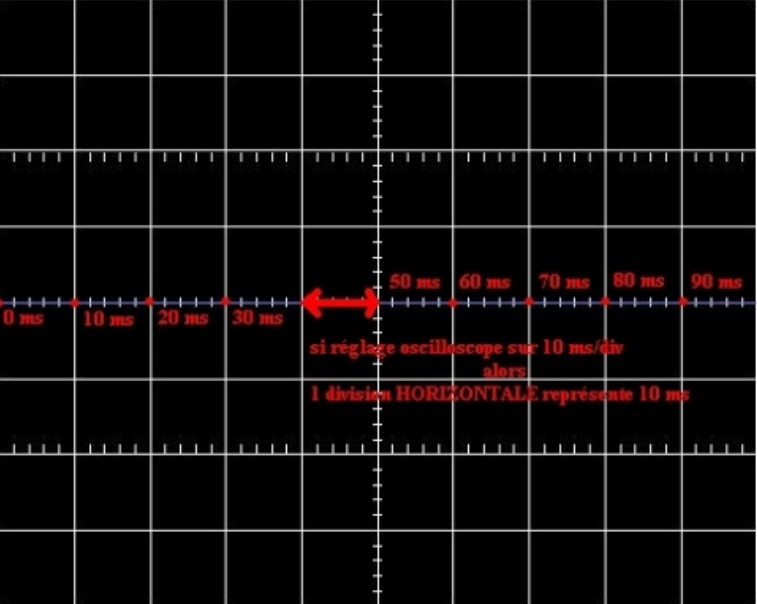 50 ms 60 ms 70 ms 80 ms 90 ms
0 ms 10 ms 20 ms 30 ms
si réglage oscilloscope sur 10 ms/div
alors
1 division HORIZONTALE représente 10 ms